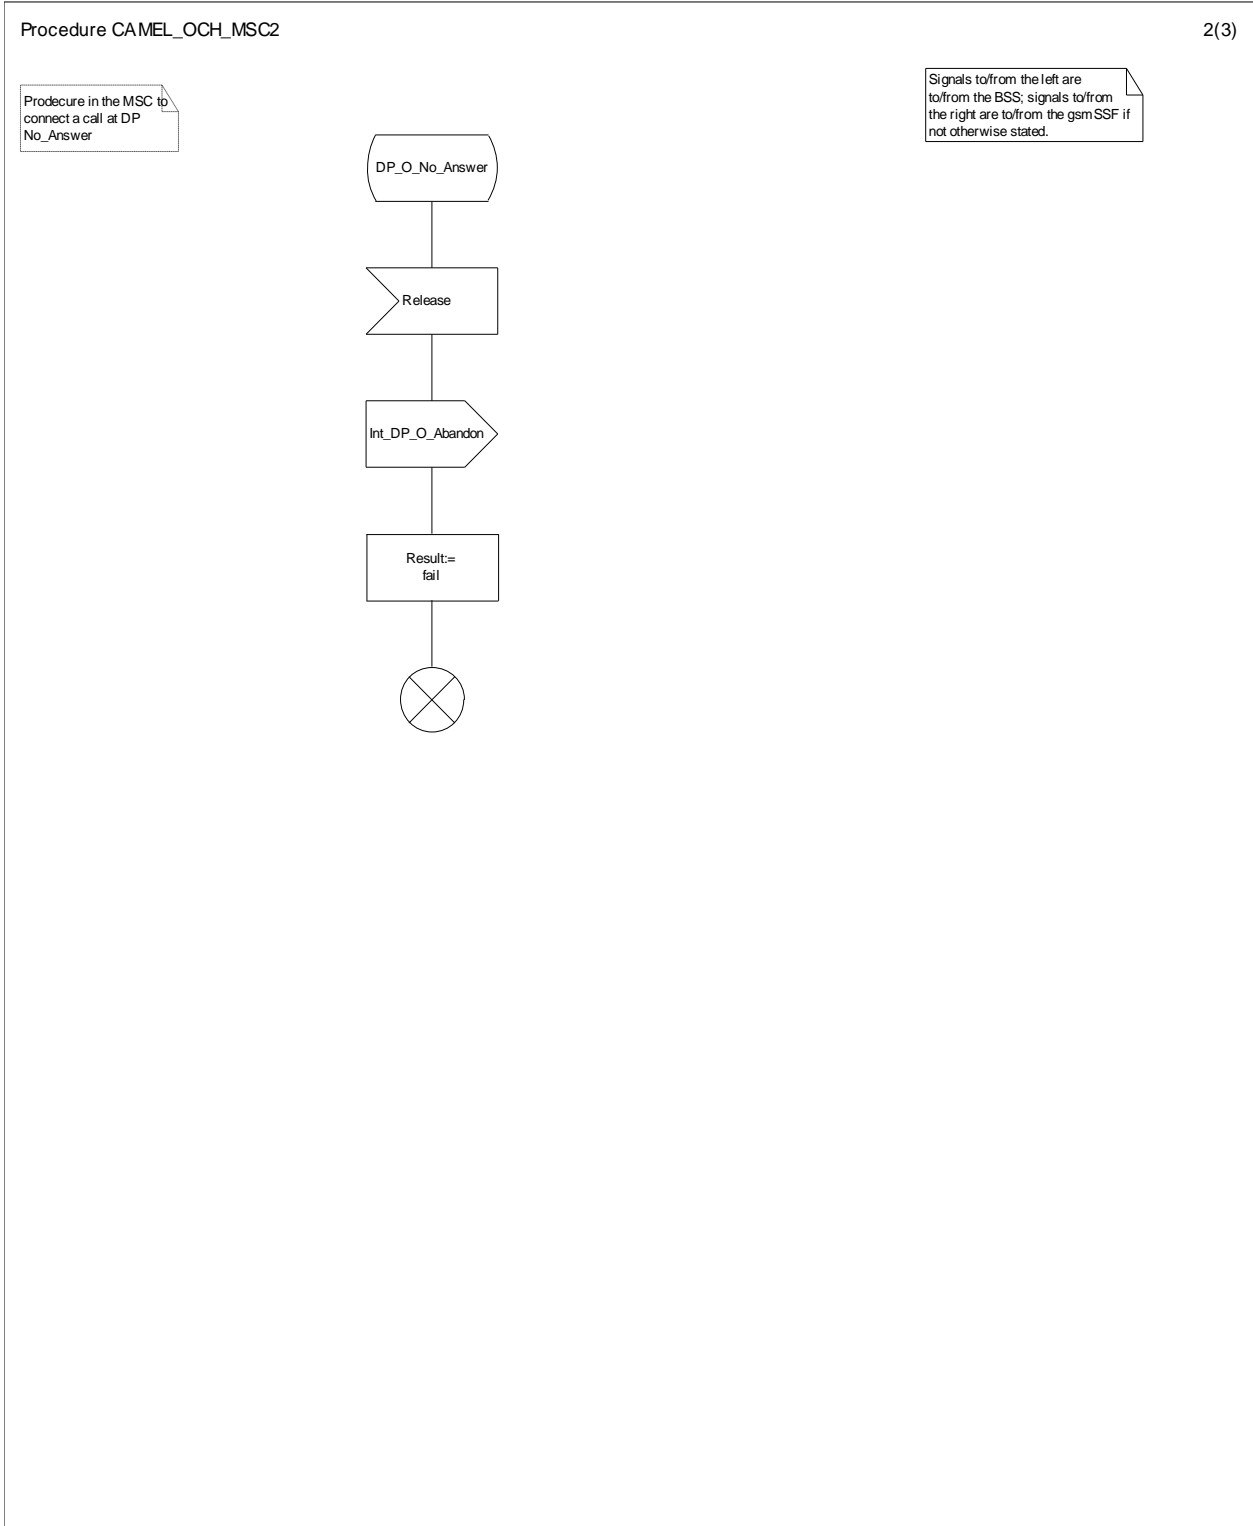 Procedure CAMEL_OCH_MSC2
2(3)
Prodecure in the MSC to
connect a call at DP
No_Answer
Signals to/from the left are
to/from the BSS; signals to/from
the right are to/from the gsmSSF if
not otherwise stated.
DP_O_No_Answer
Release
Int_DP_O_Abandon
Result:=
fail